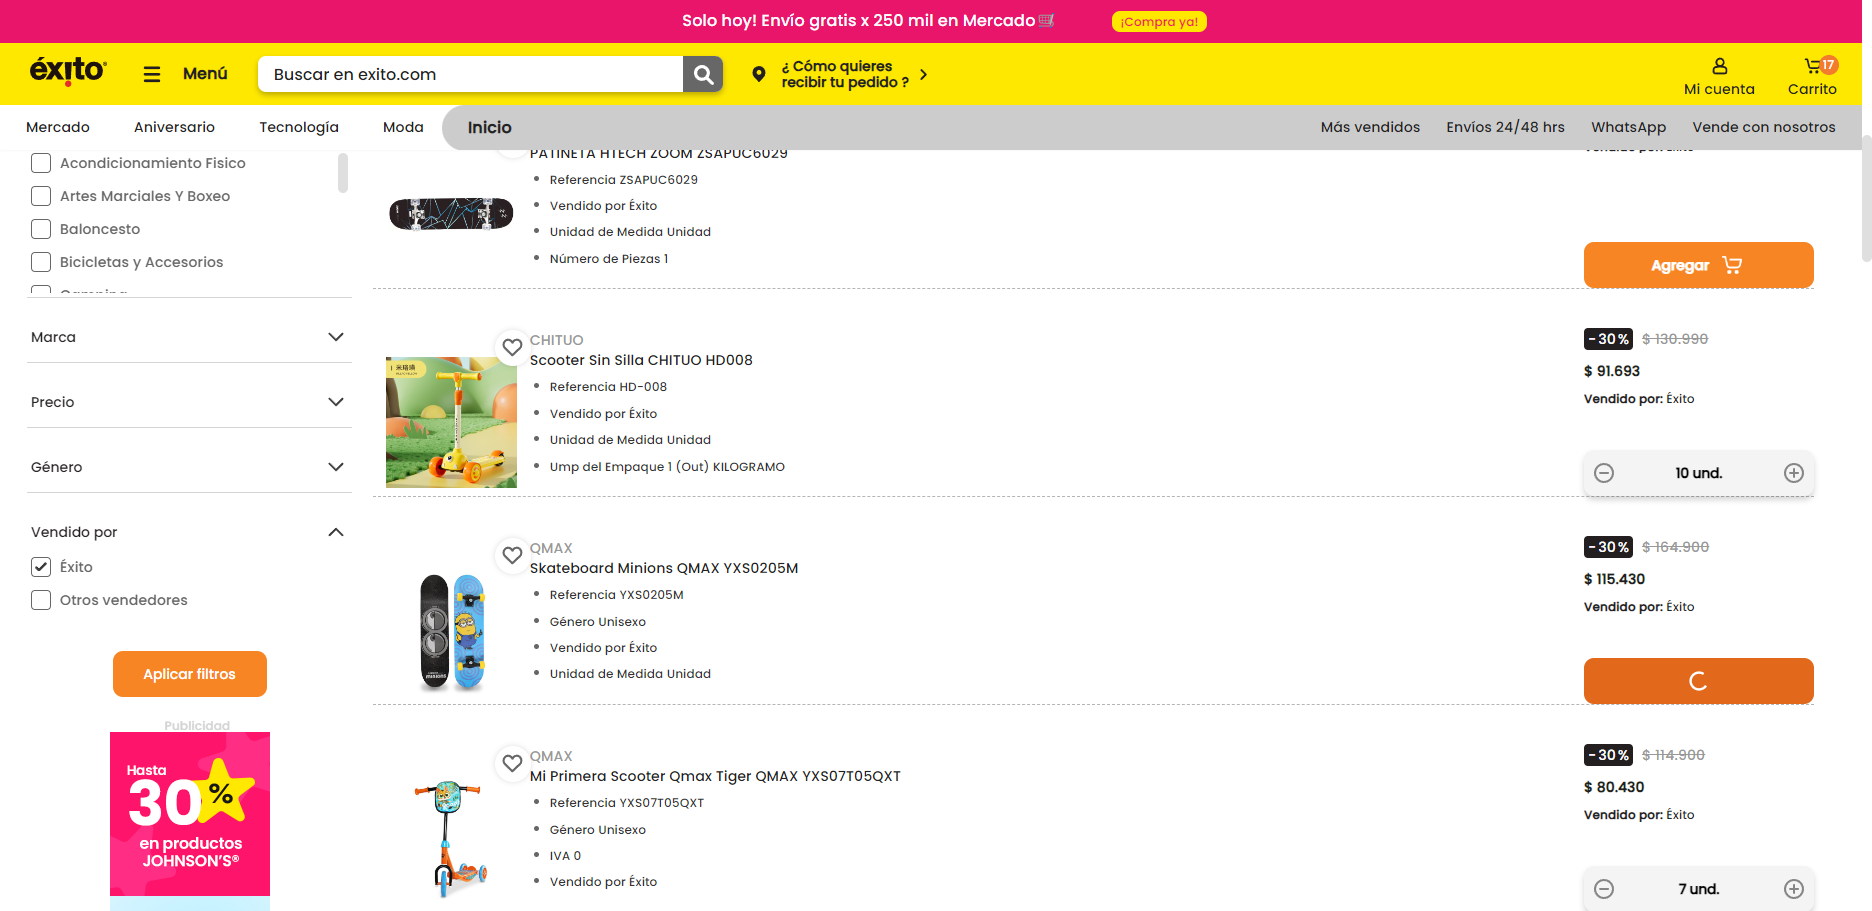 Solo hoy! Envío gratis x 250 mil en Mercado🛒 ¡Compra ya!
éxito Menú Buscar en exito.com ¿ Cómo quieres recibir tu pedido ? Mi cuenta 17 Carrito
Mercado Aniversario Tecnología Moda Inicio Más vendidos Envíos 24/48 hrs WhatsApp Vende con nosotros
Acondicionamiento Fisico
Artes Marciales Y Boxeo
Baloncesto
Bicicletas y Accesorios
Camping
Marca
Precio
Género
Vendido por
Éxito
Otros vendedores
Aplicar filtros
Publicidad
Hasta
30%
en productos
JOHNSON'S®
PATINETA HTECH ZOOM ZSAPUC6029
Referencia ZSAPUC6029
Vendido por Éxito
Unidad de Medida Unidad
Número de Piezas 1
Vendido por: Éxito
Agregar
CHITUO
Scooter Sin Silla CHITUO HD008
Referencia HD-008
Vendido por Éxito
Unidad de Medida Unidad
Ump del Empaque 1 (Out) KILOGRAMO
-30% $ 130.990
$ 91.693
Vendido por: Éxito
10 und.
QMAX
Skateboard Minions QMAX YXS0205M
Referencia YXS0205M
Género Unisexo
Vendido por Éxito
Unidad de Medida Unidad
MINIONS
-30% $ 164.900
$ 115.430
Vendido por: Éxito
QMAX
Mi Primera Scooter Qmax Tiger QMAX YXS07T05QXT
Referencia YXS07T05QXT
Género Unisexo
IVA 0
Vendido por Éxito
-30% $ 114.900
$ 80.430
Vendido por: Éxito
7 und.